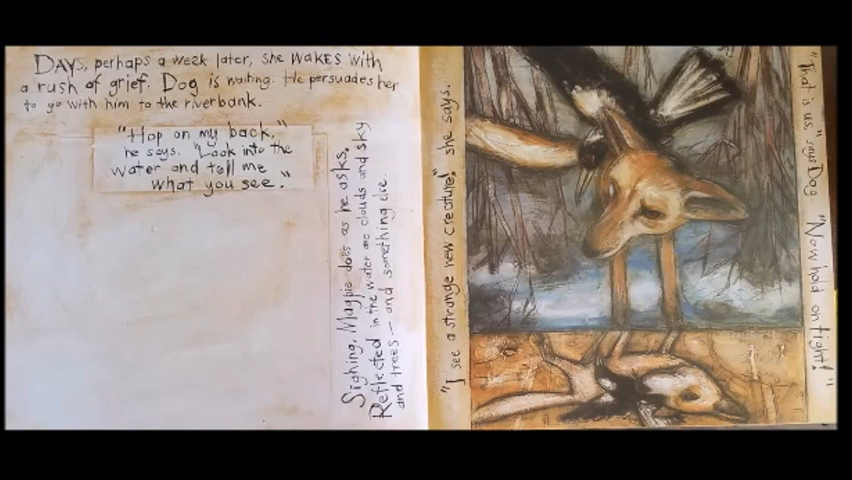 DAYS, perhaps a week later, she WAKES with
a rush of grief. Dog is waiting. He persuades her
to go with him to the riverbank.
"Hop on my back,"
he says. "Look into the
water and tell me
what you see."
Sighing, Magpie does as he asks.
Reflected in the water are clouds and sky
and trees — and something else.
"I see a strange new creature!" she says.
"That is us," says Dog "Now hold on tight!"